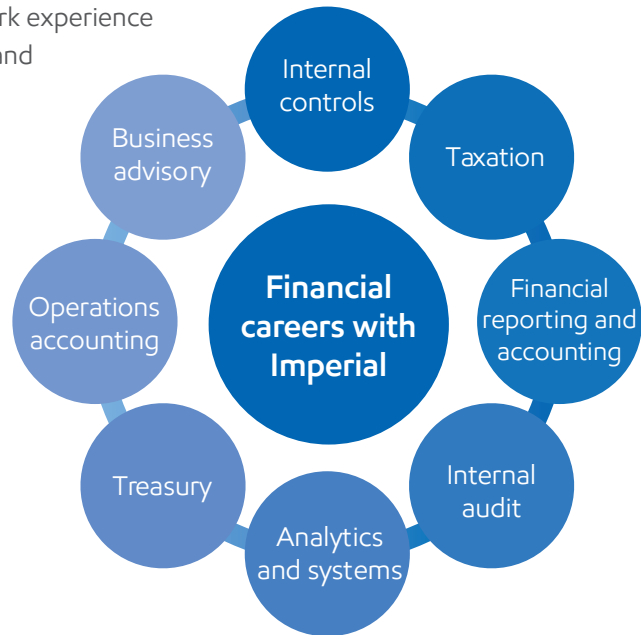 rk experience
and
Internal
controls
Taxation
Financial
reporting and
accounting
Internal
audit
Analytics
and systems
Treasury
Operations
accounting
Business
advisory
Financial
careers with
Imperial